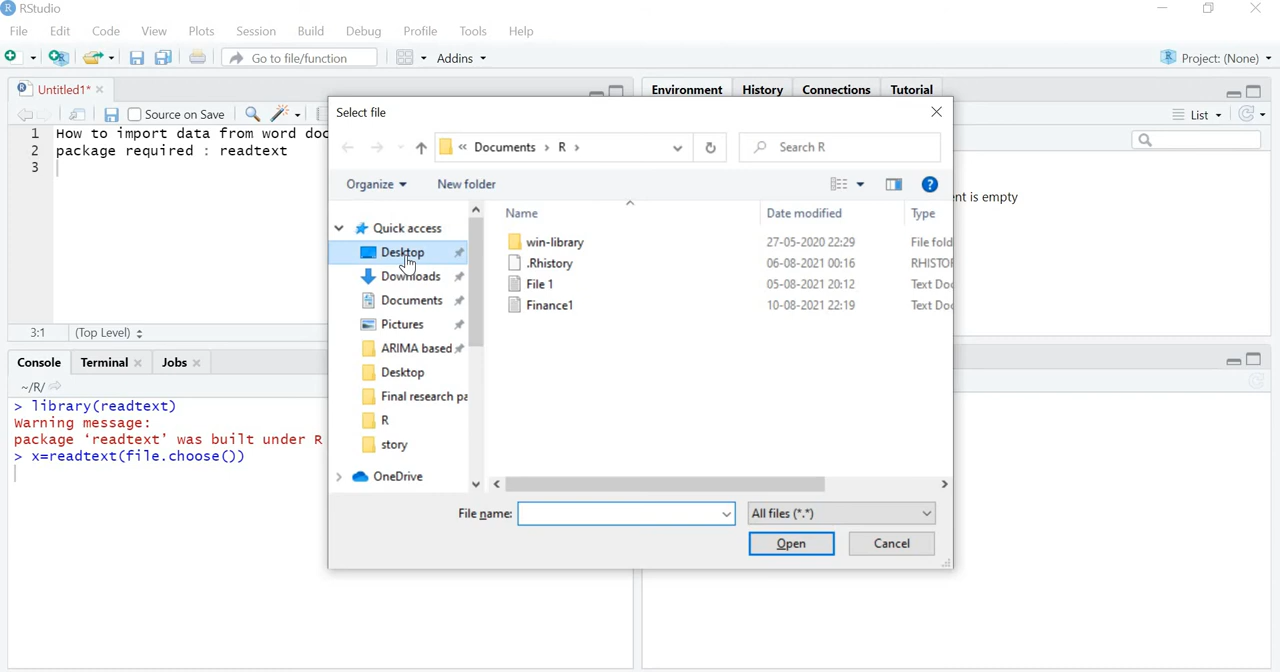 RStudio
File Edit Code View Plots Session Build Debug Profile Tools Help
Go to file/function Addins Project: (None)
Untitled1*
Source on Save
1 How to import data from word doc
2 package required : readtext
3
3:1 (Top Level)
Console Terminal Jobs
~/R/
> library(readtext)
Warning message:
package ‘readtext’ was built under R
> x=readtext(file.choose())
Environment History Connections Tutorial
List
nt is empty
Select file
« Documents › R ›
Search R
Organize New folder
Name Date modified Type
win-library 27-05-2020 22:29 File fold
.Rhistory 06-08-2021 00:16 RHISTOR
File 1 05-08-2021 20:12 Text Doc
Finance1 10-08-2021 22:19 Text Doc
Quick access
Desktop
Downloads
Documents
Pictures
ARIMA based
Desktop
Final research pa
R
story
OneDrive
File name:
All files (*.*)
Open Cancel